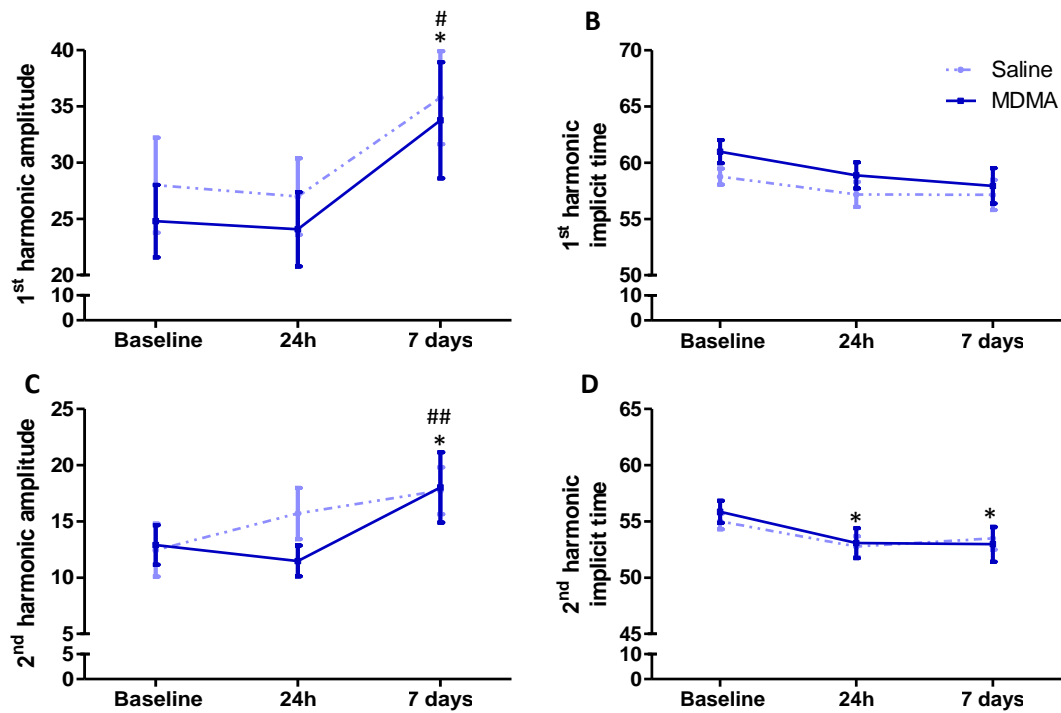 #
*
40
35
30
25
20
10
0
1st harmonic amplitude
Baseline 24h 7 days
B
70
65
60
55
50
10
0
1st harmonic
implicit time
Saline
MDMA
Baseline 24h 7 days
C
##
*
25
20
15
10
5
5
0
2nd harmonic amplitude
Baseline 24h 7 days
D
65
60
55
50
45
10
0
2nd harmonic
implicit time
* *
Baseline 24h 7 days